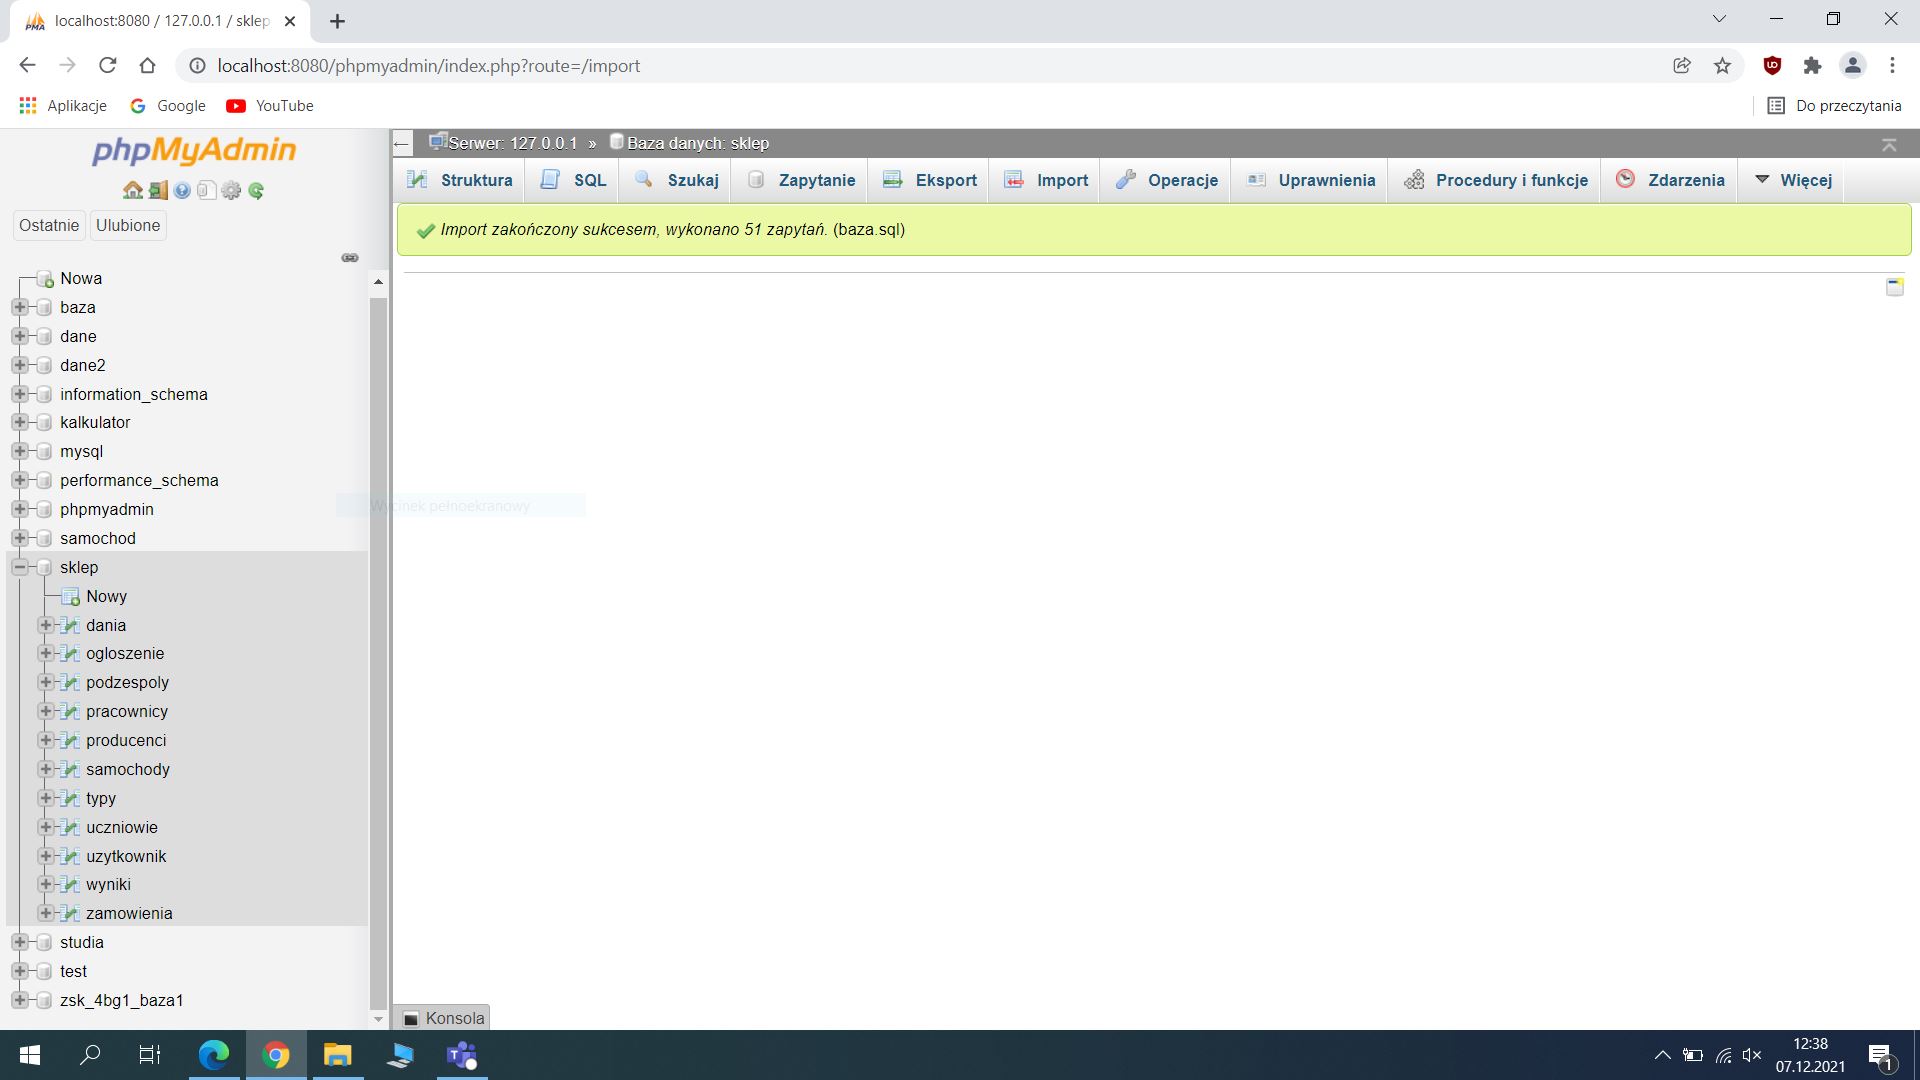 localhost:8080 / 127.0.0.1 / sklep
localhost:8080/phpmyadmin/index.php?route=/import
Aplikacje
Google
YouTube
Do przeczytania
phpMyAdmin
Ostatnie
Ulubione
Nowa
baza
dane
dane2
information_schema
kalkulator
mysql
performance_schema
phpmyadmin
samochod
sklep
Nowy
dania
ogloszenie
podzespoly
pracownicy
producenci
samochody
typy
uczniowie
uzytkownik
wyniki
zamowienia
studia
test
zsk_4bg1_baza1
Serwer: 127.0.0.1 » Baza danych: sklep
Struktura
SQL
Szukaj
Zapytanie
Eksport
Import
Operacje
Uprawnienia
Procedury i funkcje
Zdarzenia
Więcej
Import zakończony sukcesem, wykonano 51 zapytań. (baza.sql)
Wycinek pełnoekranowy
Konsola
12:38
07.12.2021
1